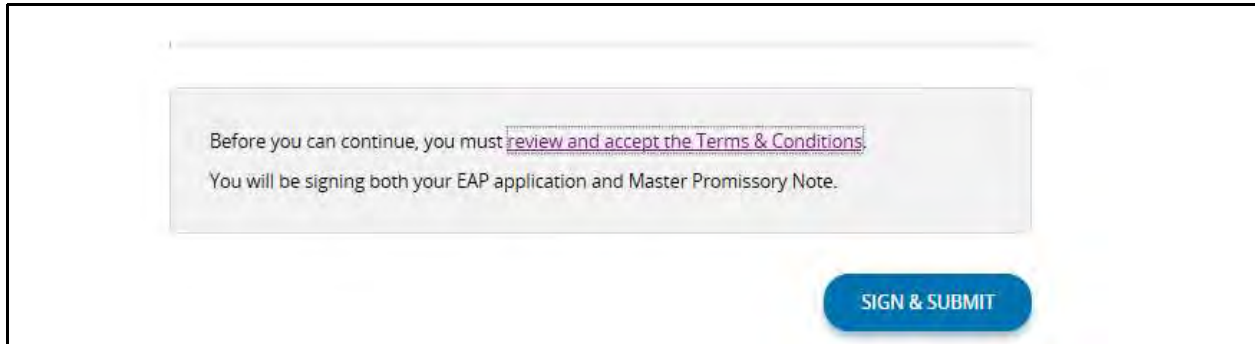 Before you can continue, you must review and accept the Terms & Conditions.
You will be signing both your EAP application and Master Promissory Note.
SIGN & SUBMIT